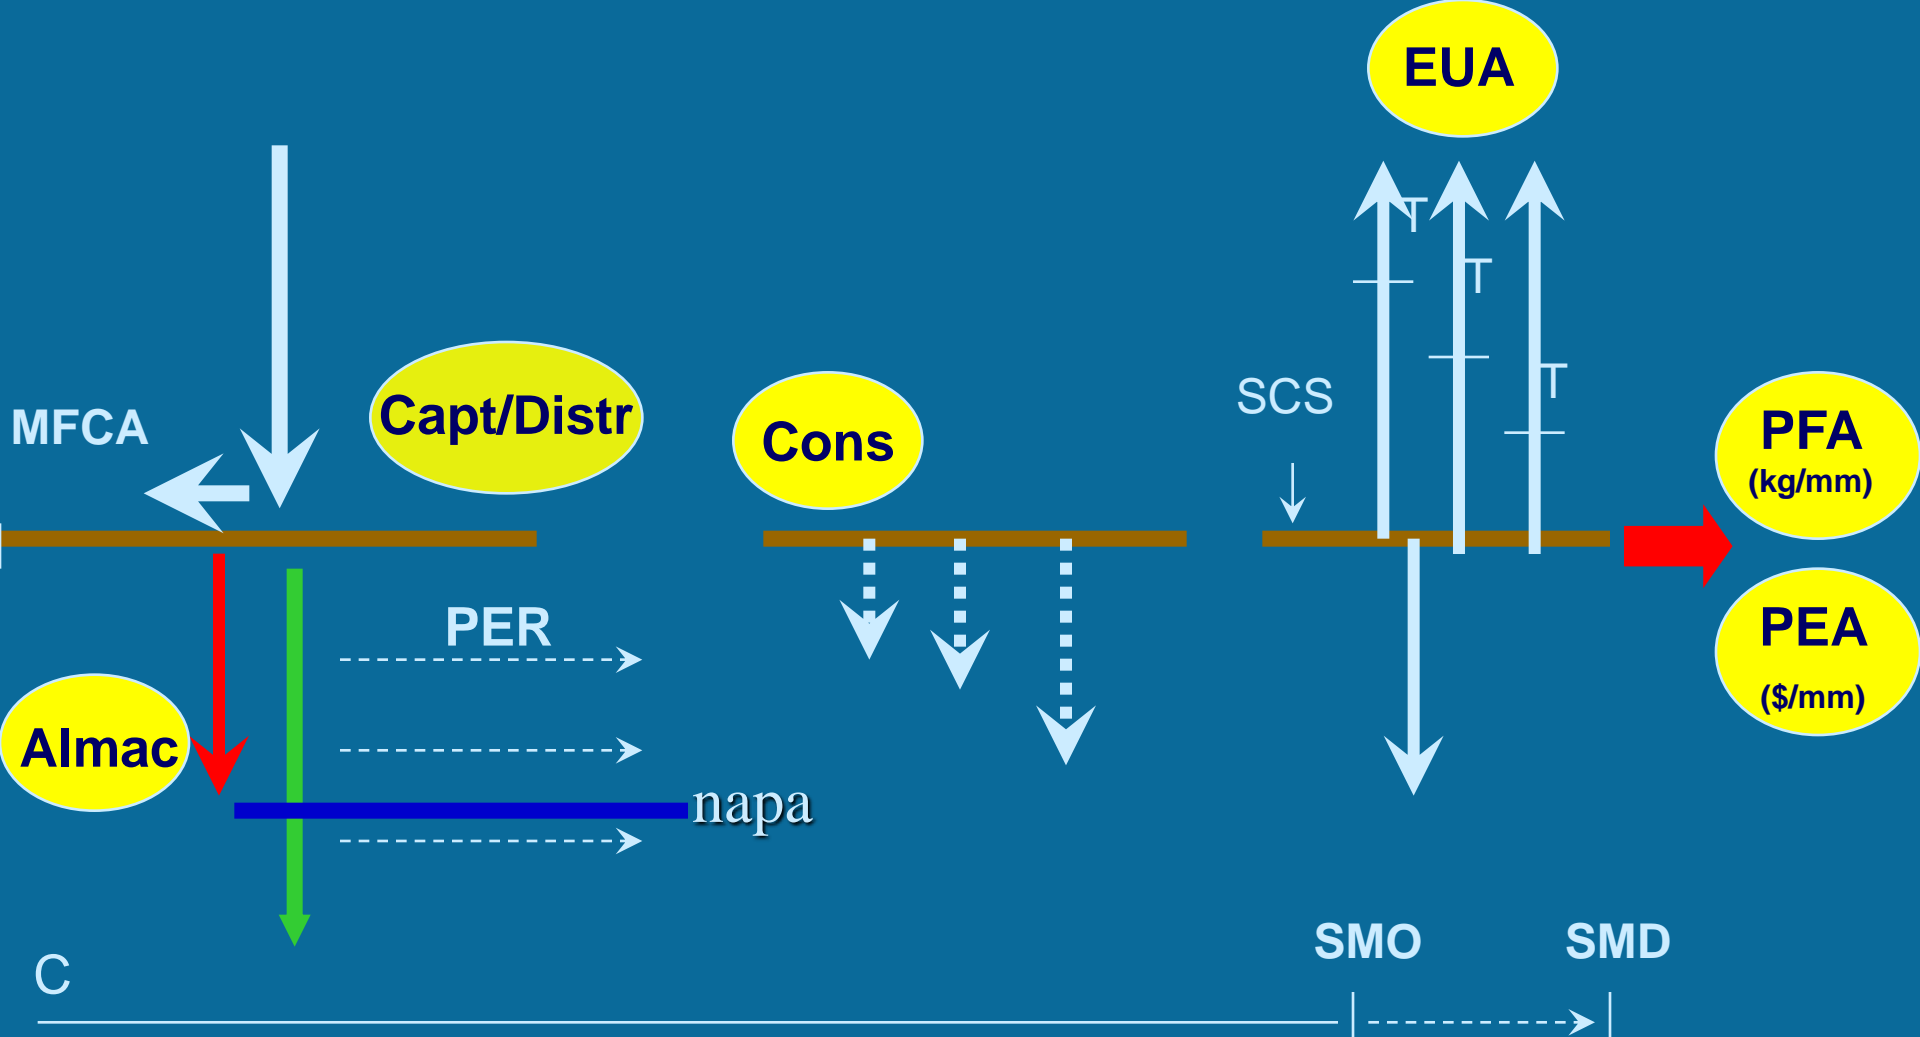 EUA
T
T
T
SCS
Capt/Distr
MFCA
Cons
PFA
(kg/mm)
PER
PEA
($/mm)
Almac
napa
SMO
SMD
C